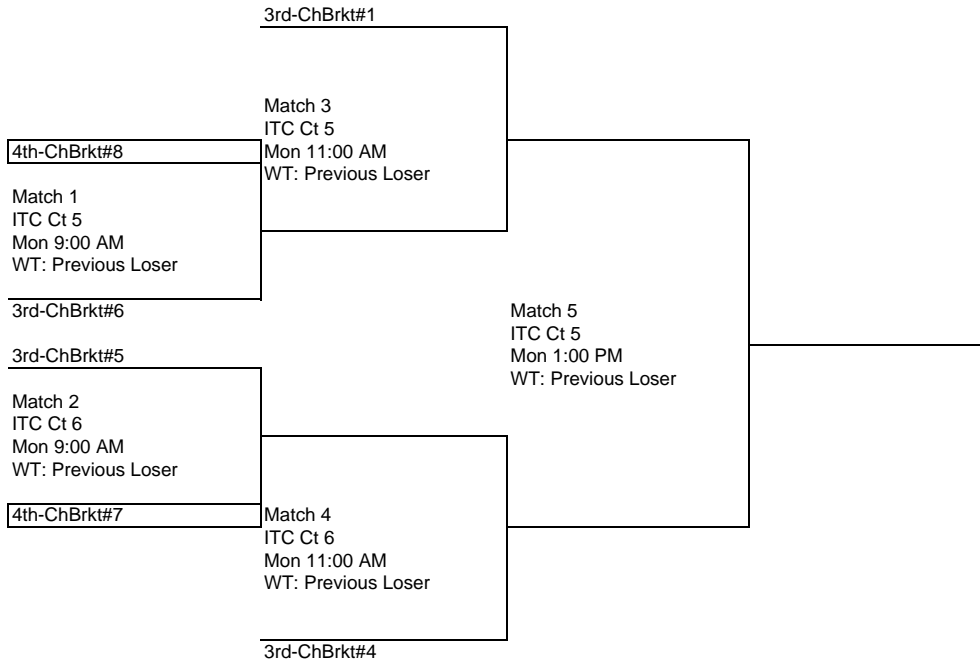 3rd-ChBrkt#1
Match 3
ITC Ct 5
Mon 11:00 AM
WT: Previous Loser
4th-ChBrkt#8
Match 1
ITC Ct 5
Mon 9:00 AM
WT: Previous Loser
3rd-ChBrkt#6
Match 5
ITC Ct 5
Mon 1:00 PM
WT: Previous Loser
3rd-ChBrkt#5
Match 2
ITC Ct 6
Mon 9:00 AM
WT: Previous Loser
4th-ChBrkt#7
Match 4
ITC Ct 6
Mon 11:00 AM
WT: Previous Loser
3rd-ChBrkt#4